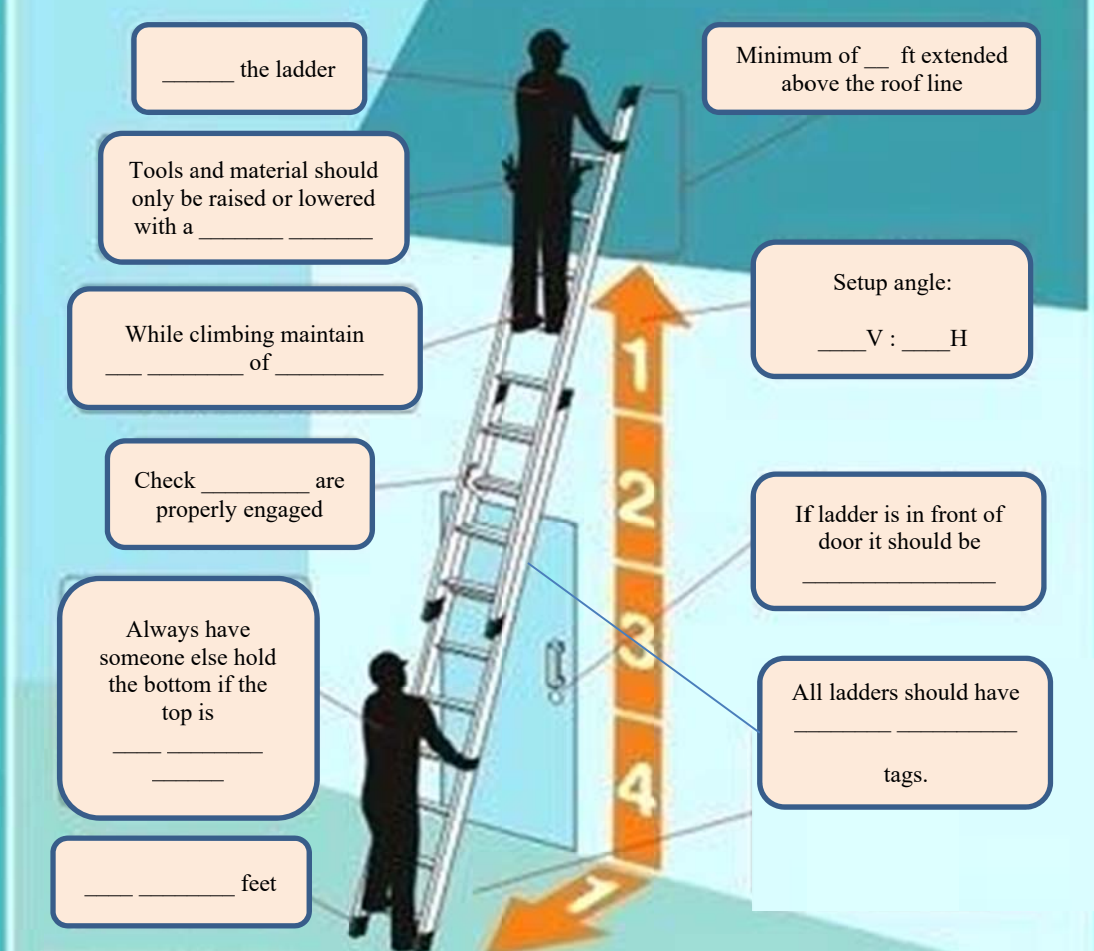 ______ the ladder
Minimum of __ ft extended
above the roof line
Tools and material should
only be raised or lowered
with a _______ _______
Setup angle:
____V : ____H
While climbing maintain
___ ________ of _________
Check _________ are
properly engaged
If ladder is in front of
door it should be
________________
Always have
someone else hold
the bottom if the
top is
____ ________
______
All ladders should have
________ __________
tags.
____ ________ feet
1
2
3
4
1